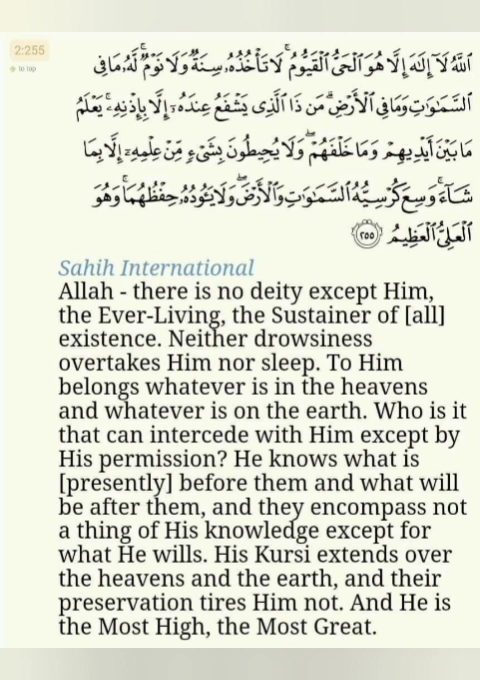 2:255
to top
ٱللَّهُ لَآ إِلَـٰهَ إِلَّا هُوَ ٱلْحَىُّ ٱلْقَيُّومُ ۚ لَا تَأْخُذُهُۥ سِنَةٌۭ وَلَا نَوْمٌۭ ۚ لَّهُۥ مَا فِى
ٱلسَّمَـٰوَٰتِ وَمَا فِى ٱلْأَرْضِ ۗ مَن ذَا ٱلَّذِى يَشْفَعُ عِندَهُۥٓ إِلَّا بِإِذْنِهِۦ ۚ يَعْلَمُ
مَا بَيْنَ أَيْدِيهِمْ وَمَا خَلْفَهُمْ ۖ وَلَا يُحِيطُونَ بِشَىْءٍۢ مِّنْ عِلْمِهِۦٓ إِلَّا بِمَا
شَآءَ ۚ وَسِعَ كُرْسِيُّهُ ٱلسَّمَـٰوَٰتِ وَٱلْأَرْضَ ۖ وَلَا يَـُٔودُهُۥ حِفْظُهُمَا ۚ وَهُوَ
ٱلْعَلِىُّ ٱلْعَظِيمُ ٢٥٥
Sahih International
Allah - there is no deity except Him,
the Ever-Living, the Sustainer of [all]
existence. Neither drowsiness
overtakes Him nor sleep. To Him
belongs whatever is in the heavens
and whatever is on the earth. Who is it
that can intercede with Him except by
His permission? He knows what is
[presently] before them and what will
be after them, and they encompass not
a thing of His knowledge except for
what He wills. His Kursi extends over
the heavens and the earth, and their
preservation tires Him not. And He is
the Most High, the Most Great.